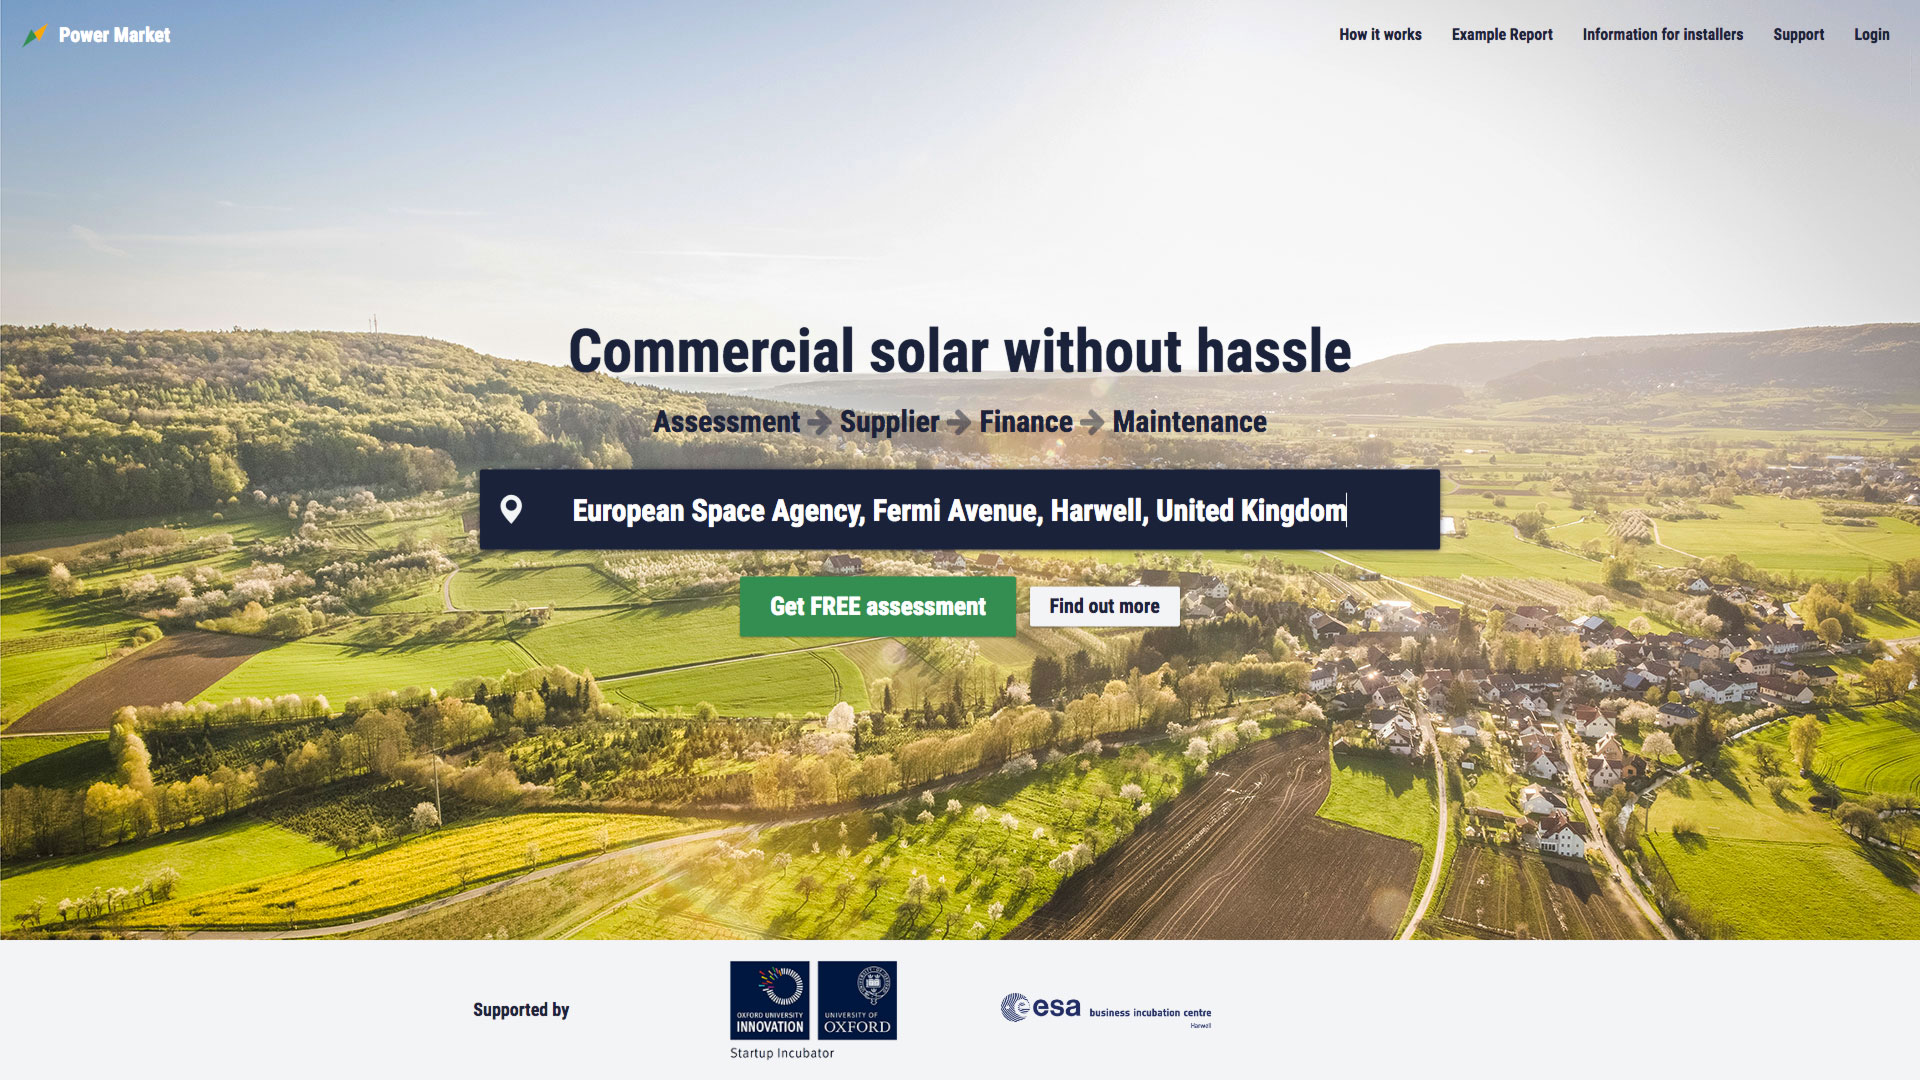 Power Market
How it works
Example Report
Information for installers
Support
Login
Commercial solar without hassle
Assessment Supplier Finance Maintenance
European Space Agency, Fermi Avenue, Harwell, United Kingdom
Get FREE assessment
Find out more
Supported by
OXFORD UNIVERSITY
INNOVATION
UNIVERSITY OF
OXFORD
Startup Incubator
esa business incubation centre
Harwell